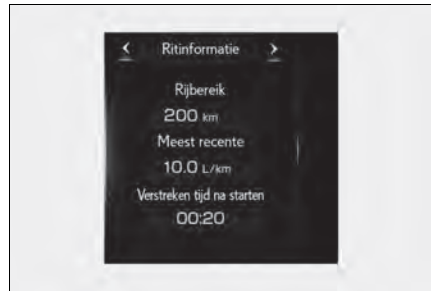 Ritinformatie
Rijbereik
200 km
Meest recente
10.0 L/km
Verstreken tijd na starten
00:20